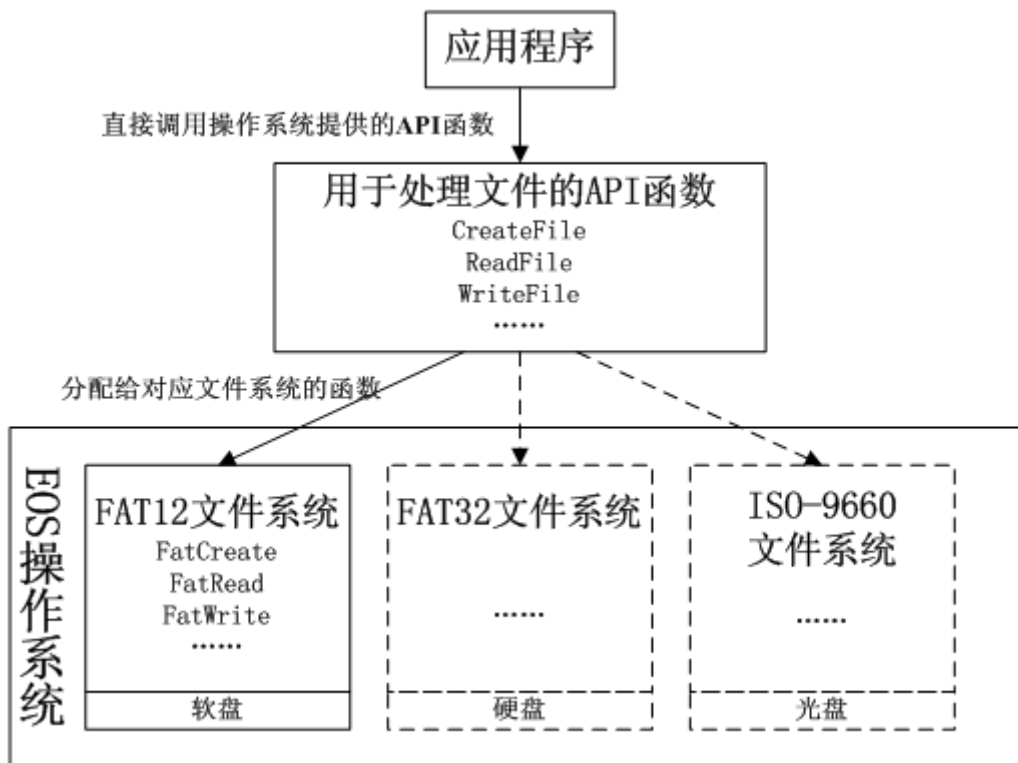 应用程序
直接调用操作系统提供的API函数
用于处理文件的API函数
CreateFile
ReadFile
WriteFile
……
分配给对应文件系统的函数
EOS操作系统
FAT12文件系统
FatCreate
FatRead
FatWrite
……
软盘
FAT32文件系统
……
硬盘
ISO-9660
文件系统
……
光盘